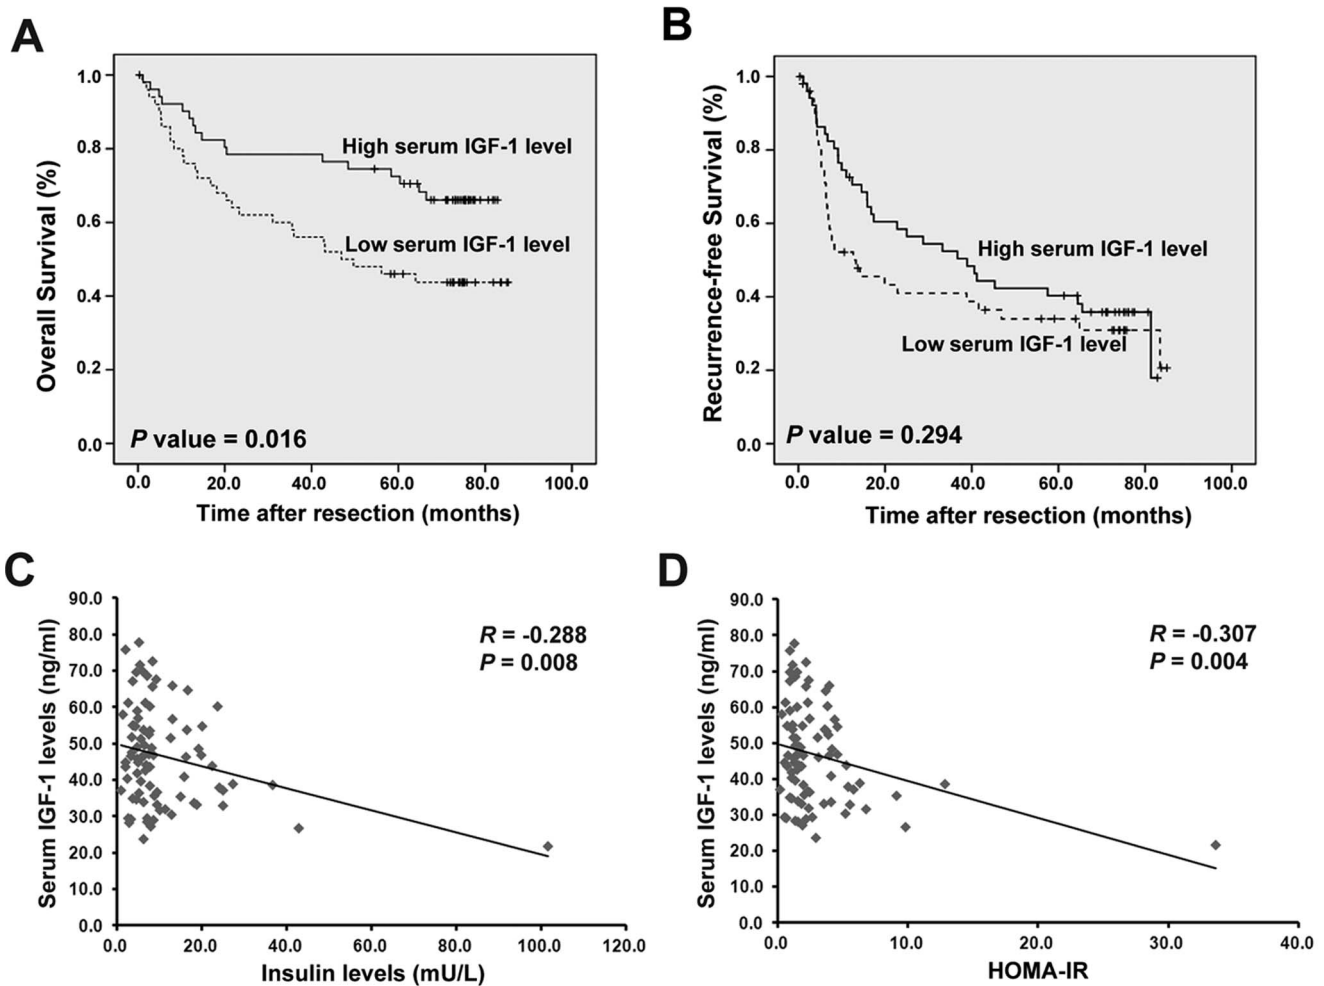 A
Overall Survival (%)
1.0
0.8
0.6
0.4
0.2
0.0
High serum IGF-1 level
Low serum IGF-1 level
P value = 0.016
0.0 20.0 40.0 60.0 80.0 100.0
Time after resection (months)
B
Recurrence-free Survival (%)
1.0
0.8
0.6
0.4
0.2
0.0
High serum IGF-1 level
Low serum IGF-1 level
P value = 0.294
0.0 20.0 40.0 60.0 80.0 100.0
Time after resection (months)
C
Serum IGF-1 levels (ng/ml)
90.0
80.0
70.0
60.0
50.0
40.0
30.0
20.0
10.0
0.0
R = -0.288
P = 0.008
0.0 20.0 40.0 60.0 80.0 100.0 120.0
Insulin levels (mU/L)
D
Serum IGF-1 levels (ng/ml)
90.0
80.0
70.0
60.0
50.0
40.0
30.0
20.0
10.0
0.0
R = -0.307
P = 0.004
0.0 10.0 20.0 30.0 40.0
HOMA-IR